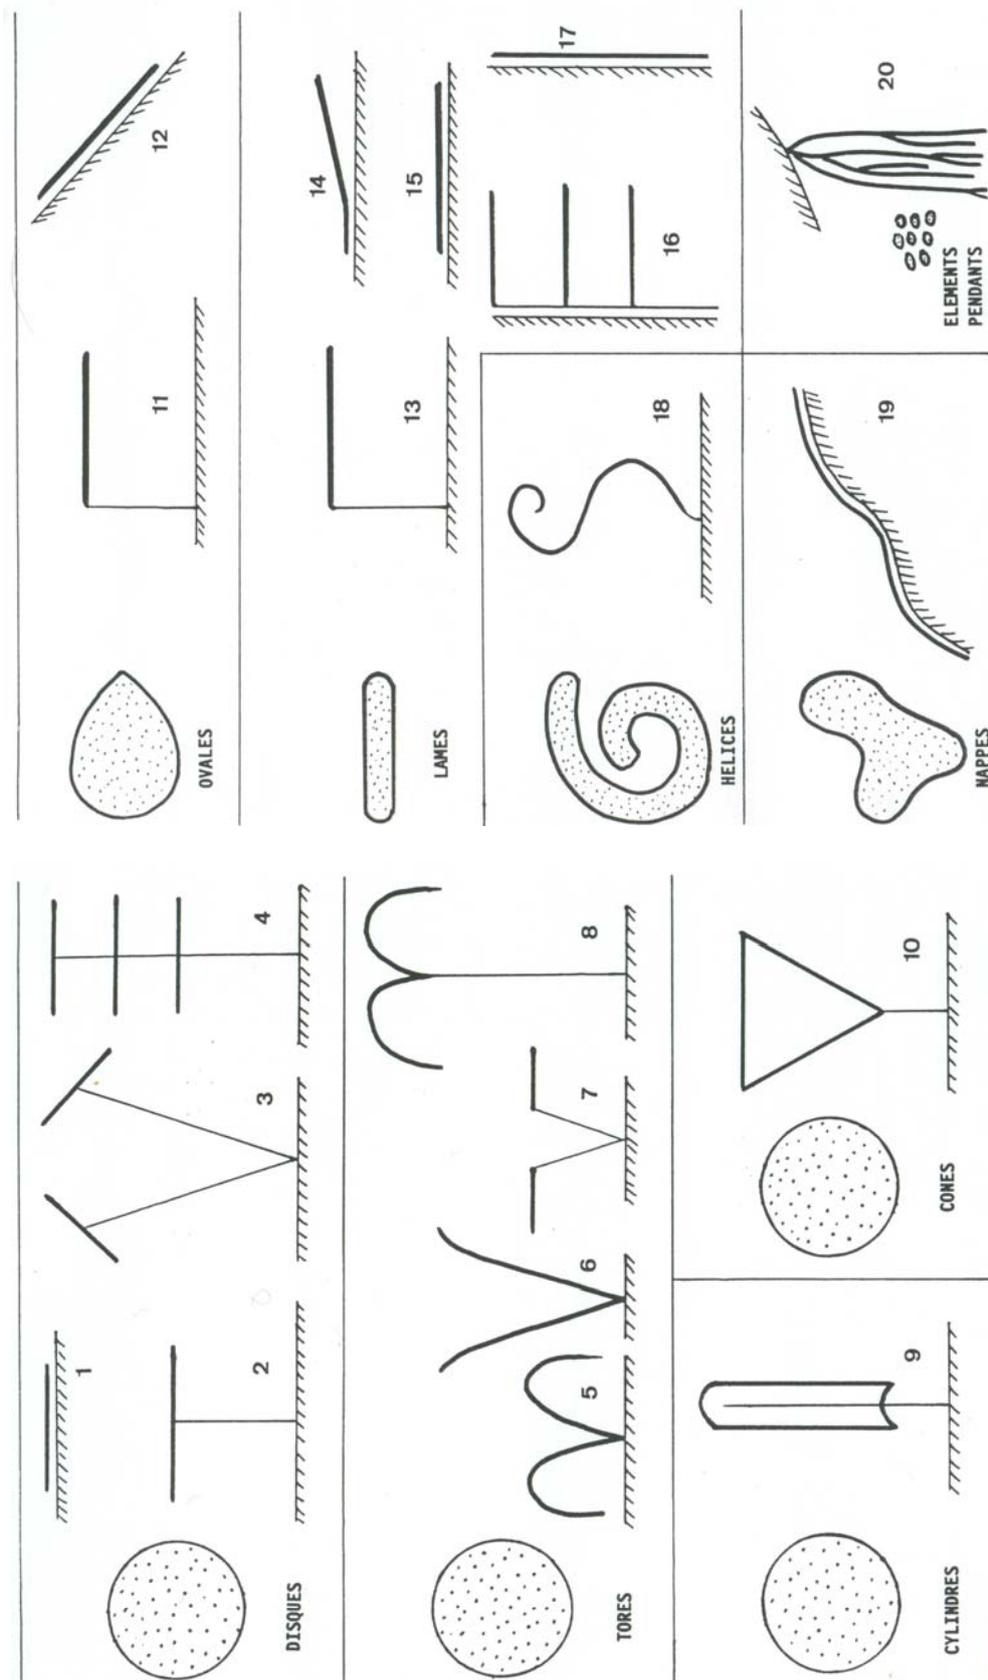 DISQUES
1
2
3
4
TORES
5
6
7
8
CYLINDRES
9
CONES
10
OVALES
11
12
LAMES
13
14
15
16
17
HELICES
18
NAPPES
19
ELEMENTS
PENDANTS
20